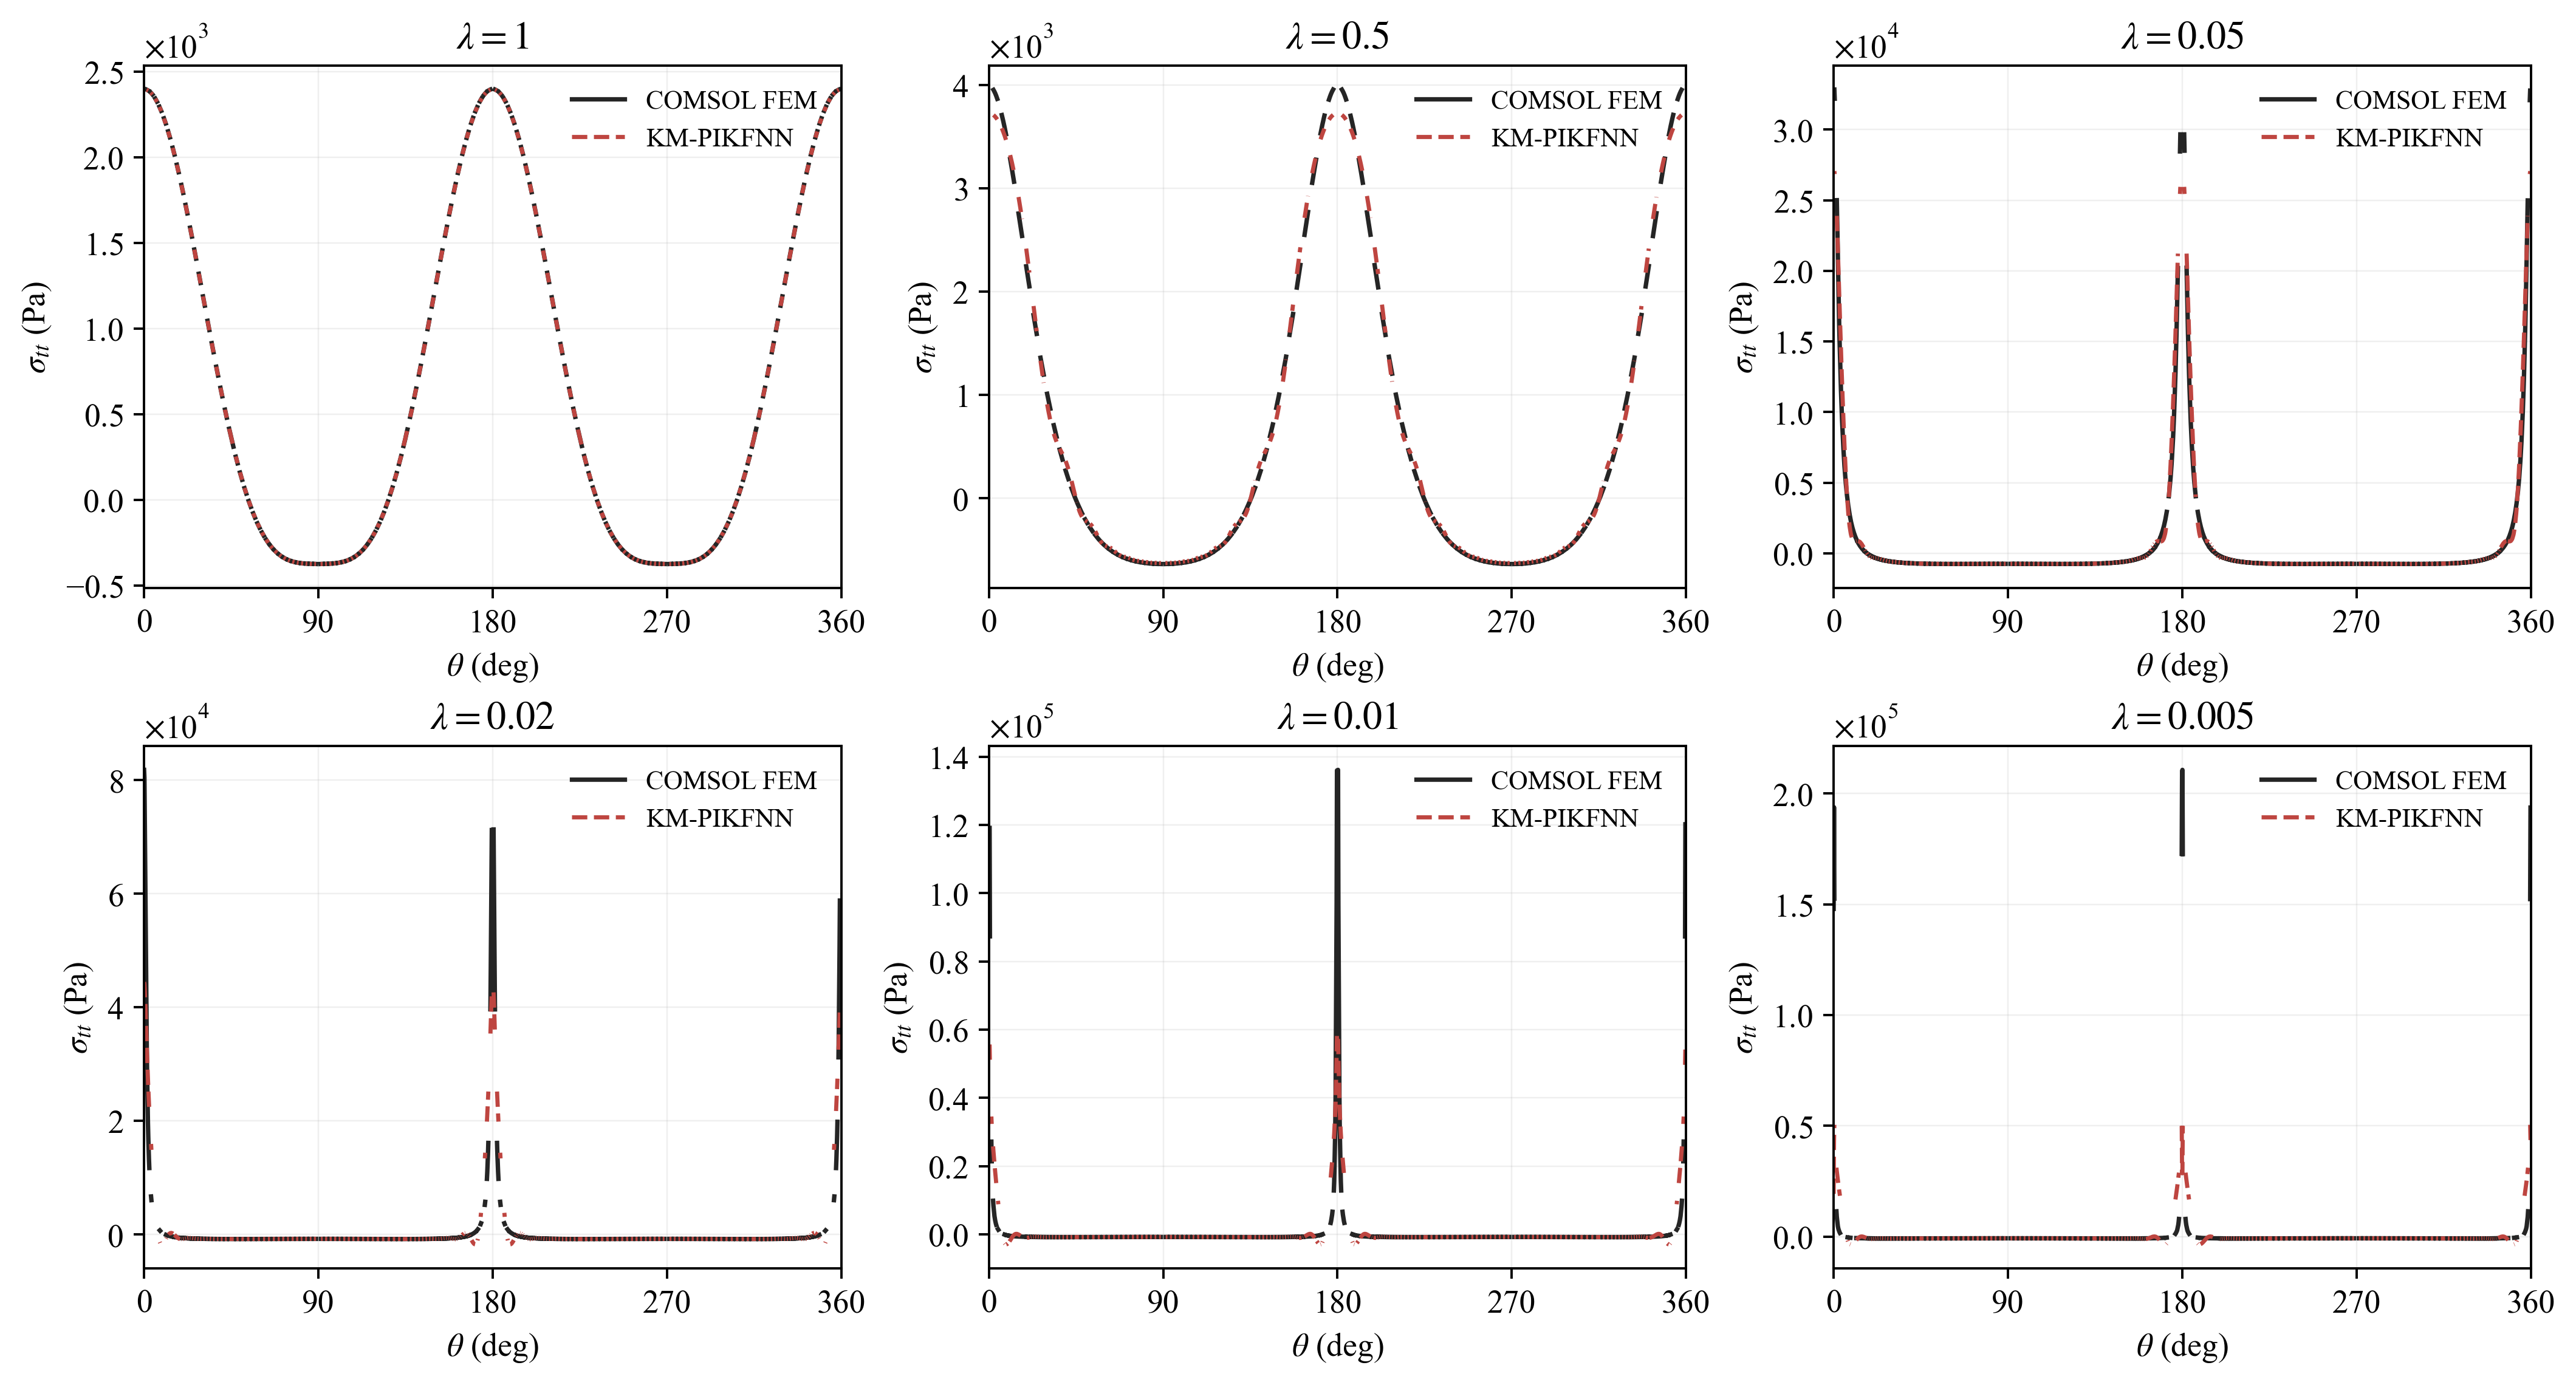 λ = 1
×10³
2.5
2.0
1.5
1.0
0.5
0.0
−0.5
σtt (Pa)
COMSOL FEM
KM-PIKFNN
0 90 180 270 360
θ (deg)
λ = 0.5
×10³
4
3
2
1
0
σtt (Pa)
COMSOL FEM
KM-PIKFNN
0 90 180 270 360
θ (deg)
λ = 0.05
×10⁴
3.0
2.5
2.0
1.5
1.0
0.5
0.0
σtt (Pa)
COMSOL FEM
KM-PIKFNN
0 90 180 270 360
θ (deg)
λ = 0.02
×10⁴
8
6
4
2
0
σtt (Pa)
COMSOL FEM
KM-PIKFNN
0 90 180 270 360
θ (deg)
λ = 0.01
×10⁵
1.4
1.2
1.0
0.8
0.6
0.4
0.2
0.0
σtt (Pa)
COMSOL FEM
KM-PIKFNN
0 90 180 270 360
θ (deg)
λ = 0.005
×10⁵
2.0
1.5
1.0
0.5
0.0
σtt (Pa)
COMSOL FEM
KM-PIKFNN
0 90 180 270 360
θ (deg)